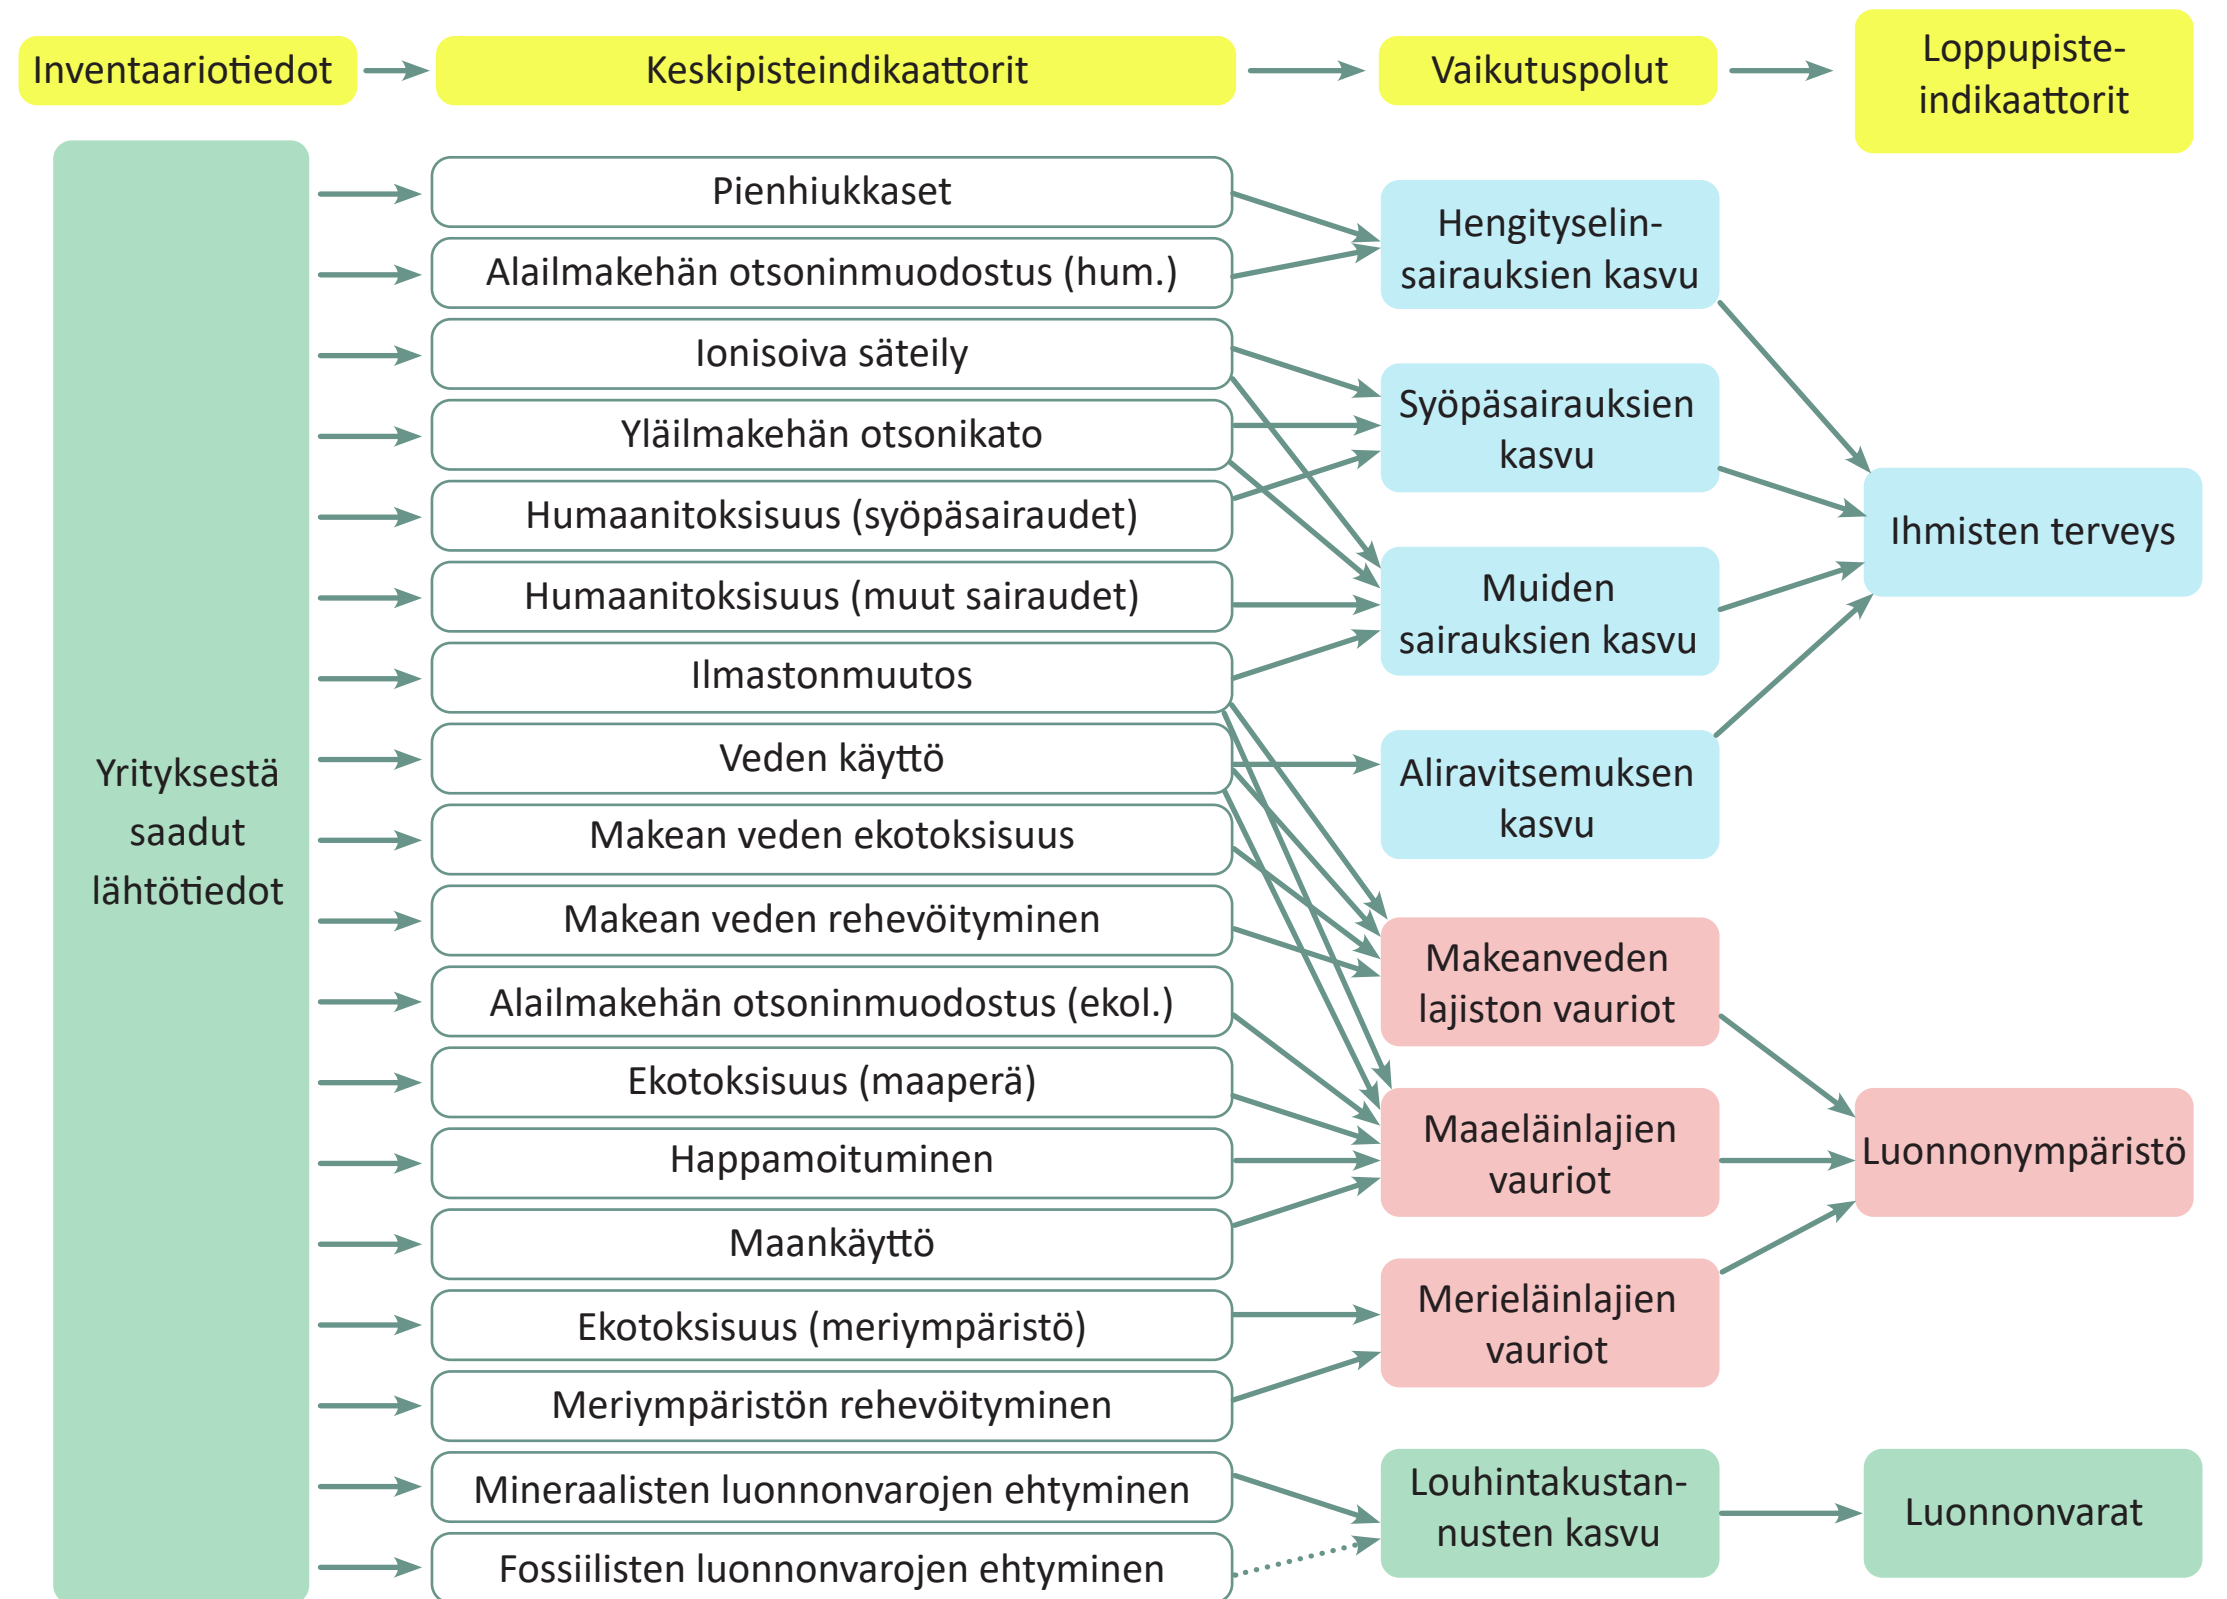 Inventaariotiedot
Keskipisteindikaattorit
Vaikutuspolut
Loppupiste-
indikaattorit
Yrityksestä
saadut
lähtötiedot
Pienhiukkaset
Alailmakehän otsoninmuodostus (hum.)
Ionisoiva säteily
Yläilmakehän otsonikato
Humaanitoksisuus (syöpäsairaudet)
Humaanitoksisuus (muut sairaudet)
Ilmastonmuutos
Veden käyttö
Makean veden ekotoksisuus
Makean veden rehevöityminen
Alailmakehän otsoninmuodostus (ekol.)
Ekotoksisuus (maaperä)
Happamoituminen
Maankäyttö
Ekotoksisuus (meriympäristö)
Meriympäristön rehevöityminen
Mineraalisten luonnonvarojen ehtyminen
Fossiilisten luonnonvarojen ehtyminen
Hengityselin-
sairauksien kasvu
Syöpäsairauksien
kasvu
Muiden
sairauksien kasvu
Aliravitsemuksen
kasvu
Makeanveden
lajiston vauriot
Maaeläinlajien
vauriot
Merieläinlajien
vauriot
Louhintakustan-
nusten kasvu
Ihmisten terveys
Luonnonympäristö
Luonnonvarat